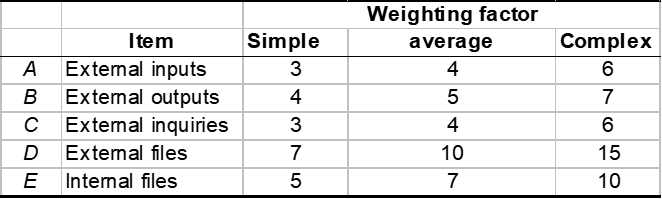 Weighting factor
Item Simple average Complex
A External inputs 3 4 6
B External outputs 4 5 7
C External inquiries 3 4 6
D External files 7 10 15
E Internal files 5 7 10